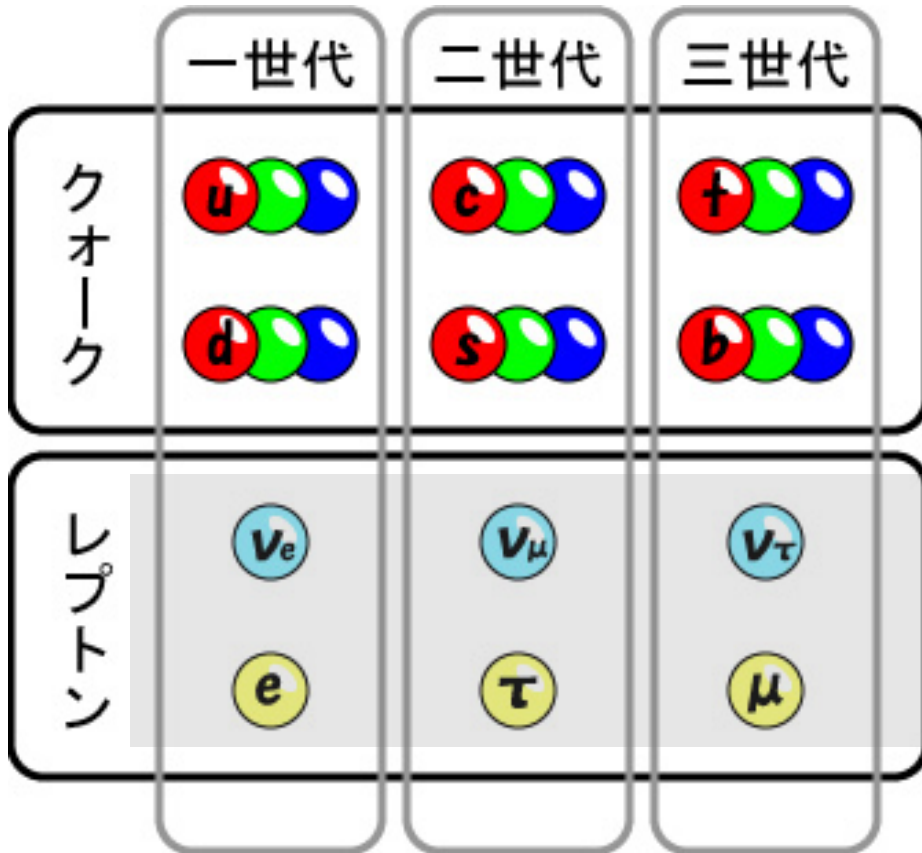 一世代 二世代 三世代
クォーク
u c t
d s b
レプトン
νe νμ ντ
e τ μ